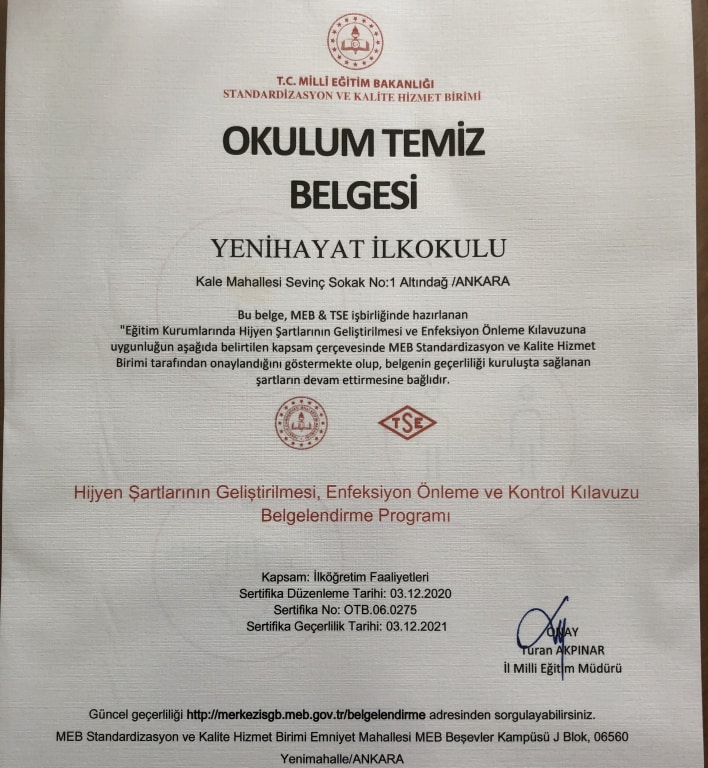 T.C. MİLLİ EĞİTİM BAKANLIĞI
STANDARDİZASYON VE KALİTE HİZMET BİRİMİ
OKULUM TEMİZ
BELGESİ
YENİHAYAT İLKOKULU
Kale Mahallesi Sevinç Sokak No:1 Altındağ /ANKARA
Bu belge, MEB & TSE işbirliğinde hazırlanan
"Eğitim Kurumlarında Hijyen Şartlarının Geliştirilmesi ve Enfeksiyon Önleme Kılavuzuna
uygunluğun aşağıda belirtilen kapsam çerçevesinde MEB Standardizasyon ve Kalite Hizmet
Birimi tarafından onaylandığını göstermekte olup, belgenin geçerliliği kuruluşta sağlanan
şartların devam ettirmesine bağlıdır.
TSE
Hijyen Şartlarının Geliştirilmesi, Enfeksiyon Önleme ve Kontrol Kılavuzu
Belgelendirme Programı
Kapsam: İlköğretim Faaliyetleri
Sertifika Düzenleme Tarihi: 03.12.2020
Sertifika No: OTB.06.0275
Sertifika Geçerlilik Tarihi: 03.12.2021
ONAY
Turan AKPINAR
İl Milli Eğitim Müdürü
Güncel geçerliliği http://merkezisgb.meb.gov.tr/belgelendirme adresinden sorgulayabilirsiniz.
MEB Standardizasyon ve Kalite Hizmet Birimi Emniyet Mahallesi MEB Beşevler Kampüsü J Blok, 06560
Yenimahalle/ANKARA